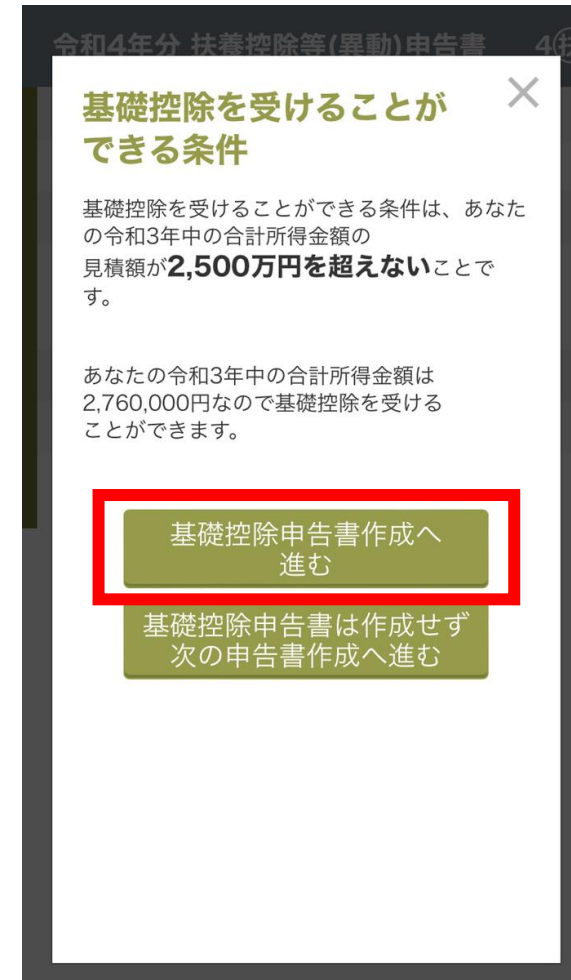 令和4年分 扶養控除等(異動)申告書 4扶
基礎控除を受けることが
できる条件
基礎控除を受けることができる条件は、あなた
の令和3年中の合計所得金額の
見積額が2,500万円を超えないことで
す。
あなたの令和3年中の合計所得金額は
2,760,000円なので基礎控除を受ける
ことができます。
基礎控除申告書作成へ
進む
基礎控除申告書は作成せず
次の申告書作成へ進む